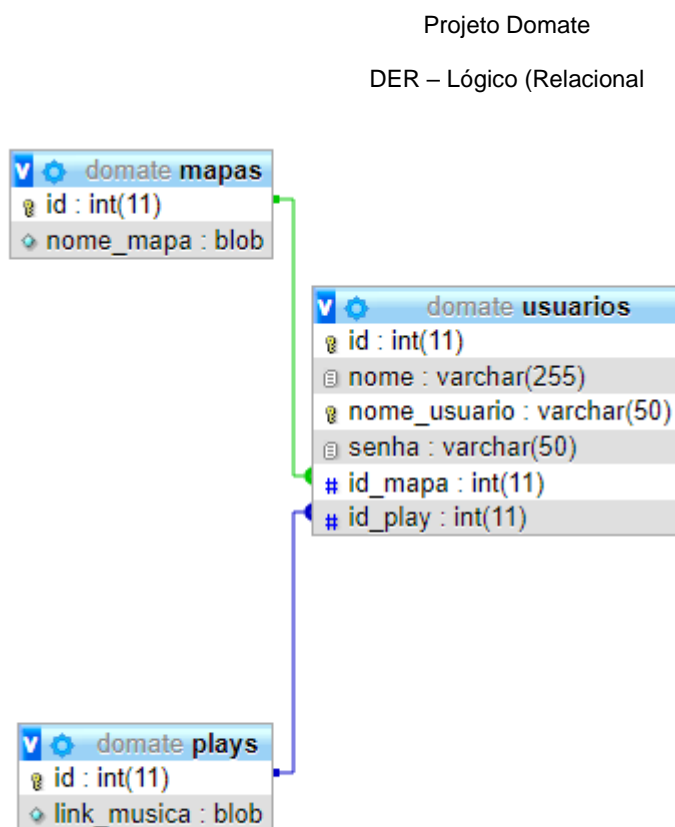 Projeto Domate
DER – Lógico (Relacional
v domate mapas
id : int(11)
nome_mapa : blob
v domate usuarios
id : int(11)
nome : varchar(255)
nome_usuario : varchar(50)
senha : varchar(50)
# id_mapa : int(11)
# id_play : int(11)
v domate plays
id : int(11)
link_musica : blob